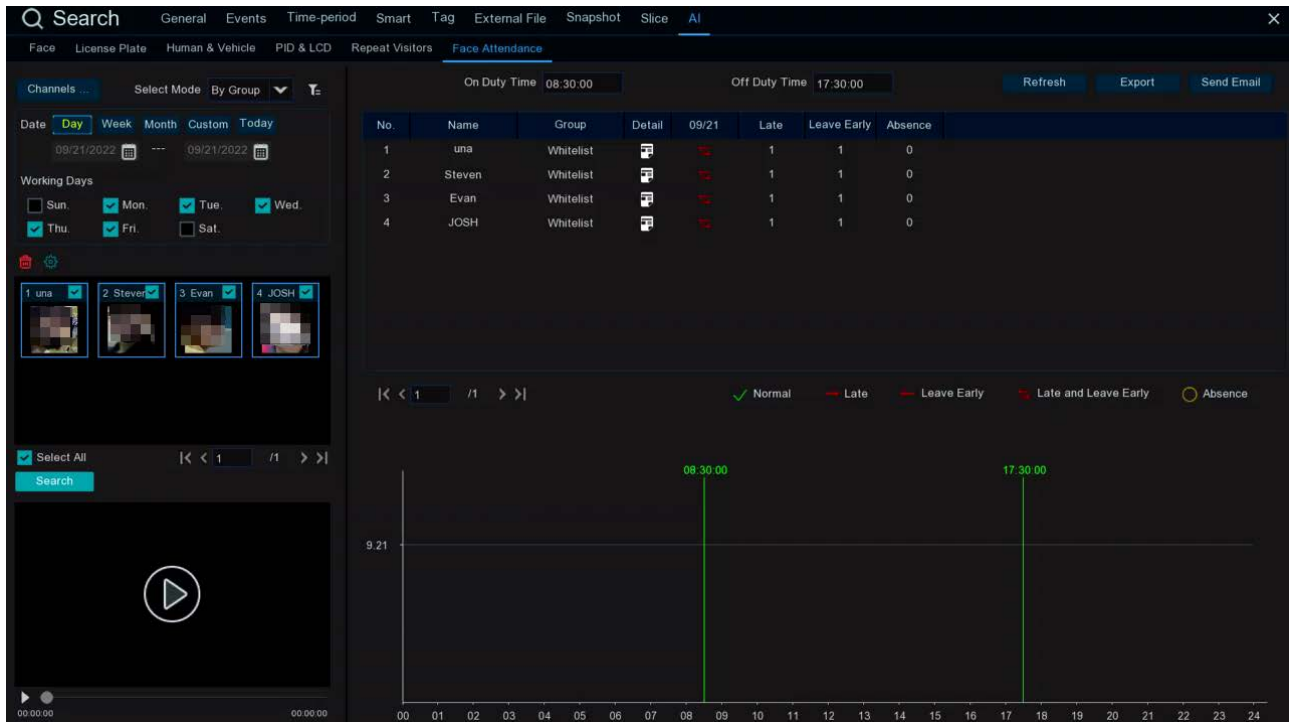 Search General Events Time-period Smart Tag External File Snapshot Slice AI
Face License Plate Human & Vehicle PID & LCD Repeat Visitors Face Attendance
Channels ... Select Mode By Group
On Duty Time 08:30:00 Off Duty Time 17:30:00 Refresh Export Send Email
Date Day Week Month Custom Today
09/21/2022 --- 09/21/2022
Working Days
Sun. Mon. Tue. Wed.
Thu. Fri. Sat.
No. Name Group Detail 09/21 Late Leave Early Absence
1 una Whitelist 1 1 0
2 Steven Whitelist 1 1 0
3 Evan Whitelist 1 1 0
4 JOSH Whitelist 1 1 0
1 una 2 Steven 3 Evan 4 JOSH
1 /1
Normal Late Leave Early Late and Leave Early Absence
Select All 1 /1
Search
08:30:00 17:30:00
9.21
00:00:00 00:00:00
00 01 02 03 04 05 06 07 08 09 10 11 12 13 14 15 16 17 18 19 20 21 22 23 24